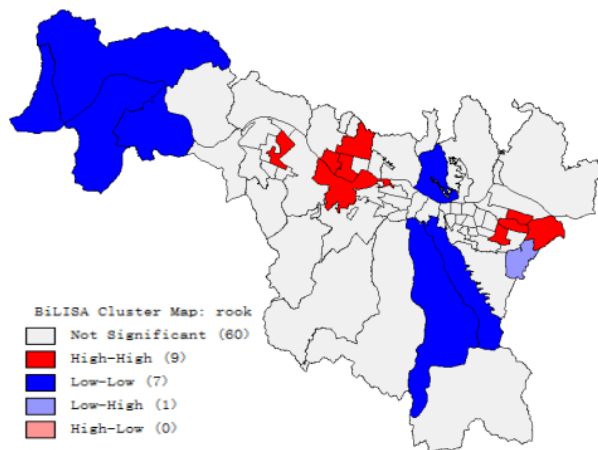 BiLISA Cluster Map: rook
Not Significant (60)
High-High (9)
Low-Low (7)
Low-High (1)
High-Low (0)